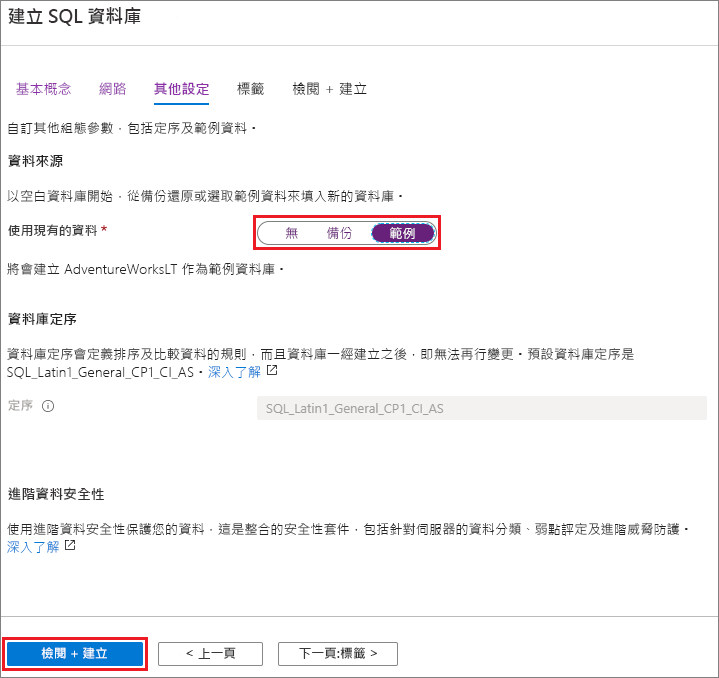 建立 SQL 資料庫
基本概念 網路 其他設定 標籤 檢閱 + 建立
自訂其他組態參數，包括定序及範例資料。
資料來源
以空白資料庫開始，從備份還原或選取範例資料來填入新的資料庫。
使用現有的資料 * 無 備份 範例
將會建立 AdventureWorksLT 作為範例資料庫。
資料庫定序
資料庫定序會定義排序及比較資料的規則，而且資料庫一經建立之後，即無法再行變更。預設資料庫定序是
SQL_Latin1_General_CP1_CI_AS。深入了解
定序 SQL_Latin1_General_CP1_CI_AS
進階資料安全性
使用進階資料安全性保護您的資料，這是整合的安全性套件，包括針對伺服器的資料分類、弱點評定及進階威脅防護。
深入了解
檢閱 + 建立 < 上一頁 下一頁:標籤 >